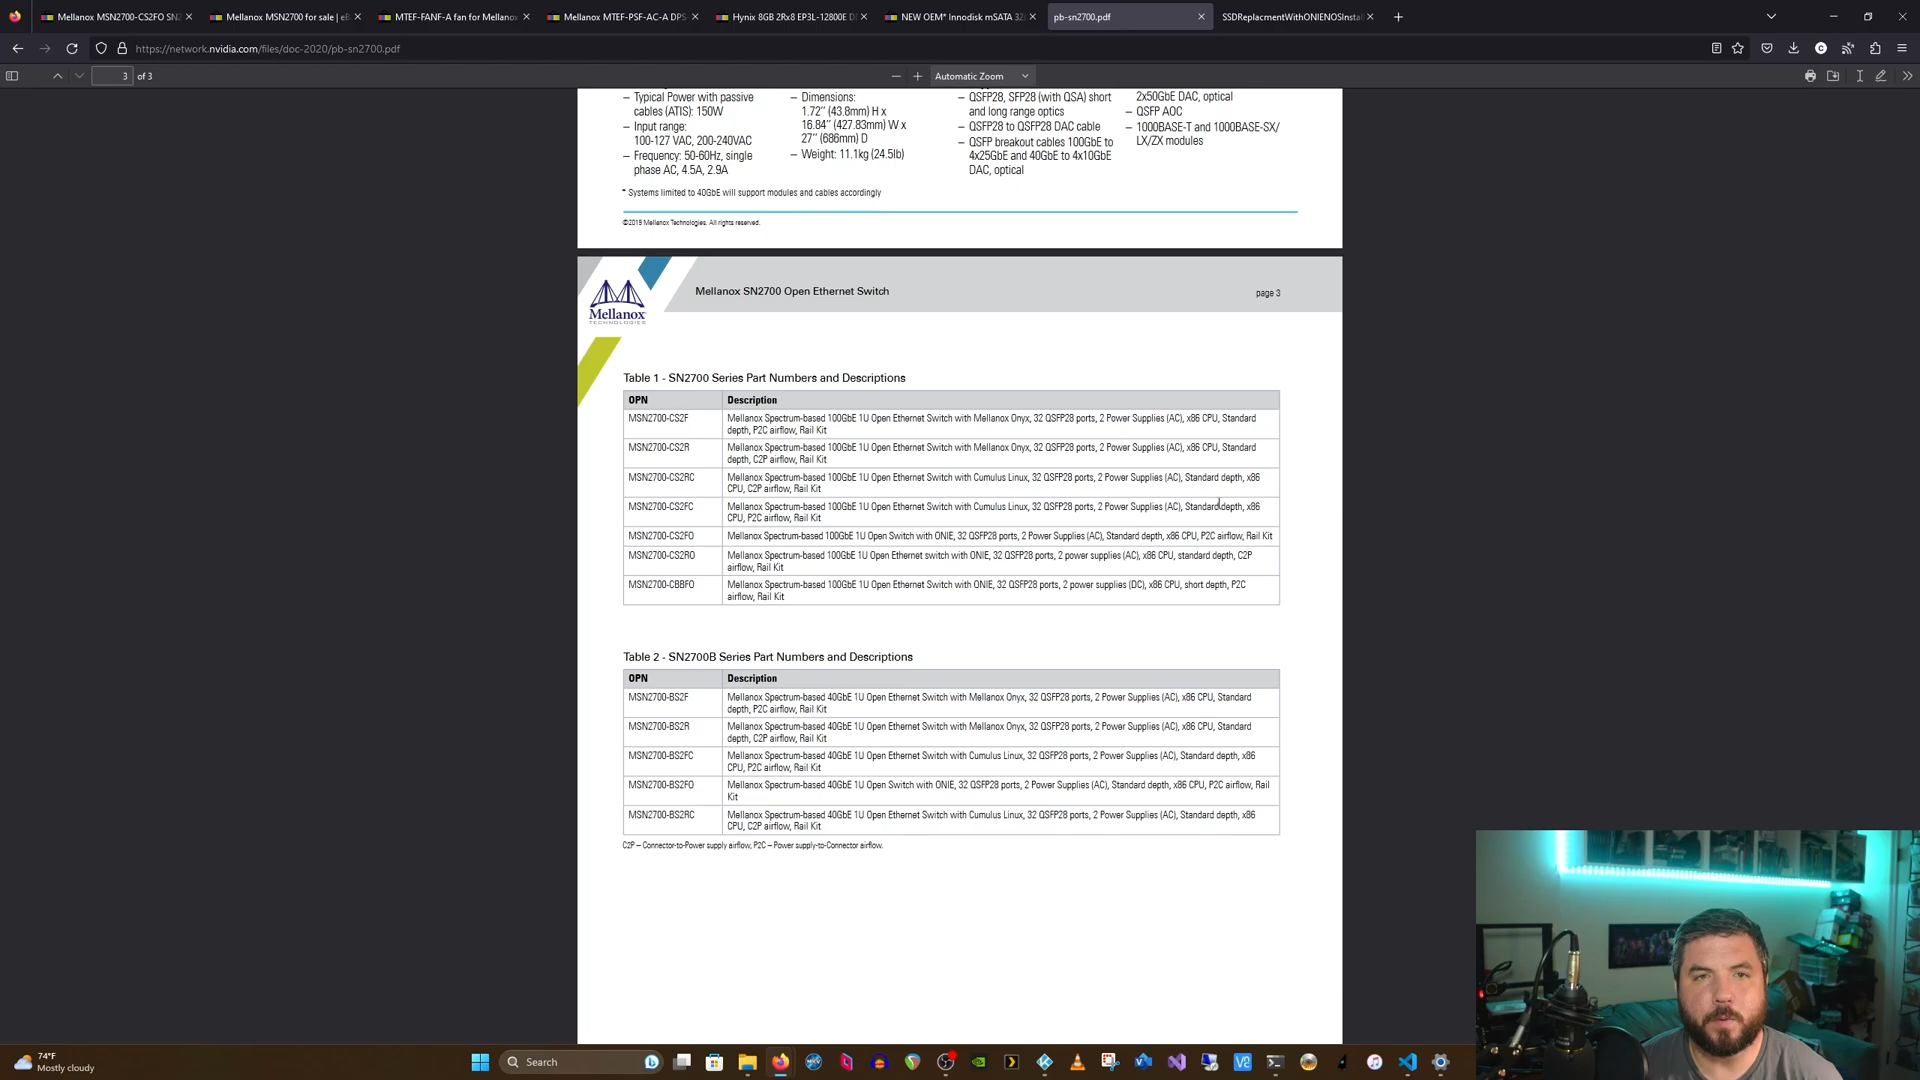 Mellanox MSN2700-CS2FO SN2
Mellanox MSN2700 for sale | eB
MTEF-FANF-A fan for Mellanox
Mellanox MTEF-PSF-AC-A DPS-
Hynix 8GB 2Rx8 EP3L-12800E D
NEW OEM* Innodisk mSATA 32
pb-sn2700.pdf
SSDReplacmentWithONIENOSInstal
https://network.nvidia.com/files/doc-2020/pb-sn2700.pdf
3 of 3
Automatic Zoom
– Typical Power with passive
cables (ATIS): 150W
– Input range:
100-127 VAC, 200-240VAC
– Frequency: 50-60Hz, single
phase AC, 4.5A, 2.9A
– Dimensions:
1.72’’ (43.8mm) H x
16.84’’ (427.83mm) W x
27’’ (686mm) D
– Weight: 11.1kg (24.5lb)
– QSFP28, SFP28 (with QSA) short
and long range optics
– QSFP28 to QSFP28 DAC cable
– QSFP breakout cables 100GbE to
4x25GbE and 40GbE to 4x10GbE
DAC, optical
2x50GbE DAC, optical
– QSFP AOC
– 1000BASE-T and 1000BASE-SX/
LX/ZX modules
* Systems limited to 40GbE will support modules and cables accordingly
©2019 Mellanox Technologies. All rights reserved.
Mellanox
TECHNOLOGIES
Mellanox SN2700 Open Ethernet Switch
page 3
Table 1 - SN2700 Series Part Numbers and Descriptions
OPN Description
MSN2700-CS2F Mellanox Spectrum-based 100GbE 1U Open Ethernet Switch with Mellanox Onyx, 32 QSFP28 ports, 2 Power Supplies (AC), x86 CPU, Standard
depth, P2C airflow, Rail Kit
MSN2700-CS2R Mellanox Spectrum-based 100GbE 1U Open Ethernet Switch with Mellanox Onyx, 32 QSFP28 ports, 2 Power Supplies (AC), x86 CPU, Standard
depth, C2P airflow, Rail Kit
MSN2700-CS2RC Mellanox Spectrum-based 100GbE 1U Open Ethernet Switch with Cumulus Linux, 32 QSFP28 ports, 2 Power Supplies (AC), Standard depth, x86
CPU, C2P airflow, Rail Kit
MSN2700-CS2FC Mellanox Spectrum-based 100GbE 1U Open Ethernet Switch with Cumulus Linux, 32 QSFP28 ports, 2 Power Supplies (AC), Standard depth, x86
CPU, P2C airflow, Rail Kit
MSN2700-CS2FO Mellanox Spectrum-based 100GbE 1U Open Switch with ONIE, 32 QSFP28 ports, 2 Power Supplies (AC), Standard depth, x86 CPU, P2C airflow, Rail Kit
MSN2700-CS2RO Mellanox Spectrum-based 100GbE 1U Open Ethernet switch with ONIE, 32 QSFP28 ports, 2 power supplies (AC), x86 CPU, standard depth, C2P
airflow, Rail Kit
MSN2700-CBBFO Mellanox Spectrum-based 100GbE 1U Open Ethernet Switch with ONIE, 32 QSFP28 ports, 2 power supplies (DC), x86 CPU, short depth, P2C
airflow, Rail Kit
Table 2 - SN2700B Series Part Numbers and Descriptions
OPN Description
MSN2700-BS2F Mellanox Spectrum-based 40GbE 1U Open Ethernet Switch with Mellanox Onyx, 32 QSFP28 ports, 2 Power Supplies (AC), x86 CPU, Standard
depth, P2C airflow, Rail Kit
MSN2700-BS2R Mellanox Spectrum-based 40GbE 1U Open Ethernet Switch with Mellanox Onyx, 32 QSFP28 ports, 2 Power Supplies (AC), x86 CPU, Standard
depth, C2P airflow, Rail Kit
MSN2700-BS2FC Mellanox Spectrum-based 40GbE 1U Open Ethernet Switch with Cumulus Linux, 32 QSFP28 ports, 2 Power Supplies (AC), Standard depth, x86
CPU, P2C airflow, Rail Kit
MSN2700-BS2FO Mellanox Spectrum-based 40GbE 1U Open Switch with ONIE, 32 QSFP28 ports, 2 Power Supplies (AC), Standard depth, x86 CPU, P2C airflow, Rail
Kit
MSN2700-BS2RC Mellanox Spectrum-based 40GbE 1U Open Ethernet Switch with Cumulus Linux, 32 QSFP28 ports, 2 Power Supplies (AC), Standard depth, x86
CPU, C2P airflow, Rail Kit
C2P – Connector-to-Power supply airflow, P2C – Power supply-to-Connector airflow.
74°F
Mostly cloudy
Search